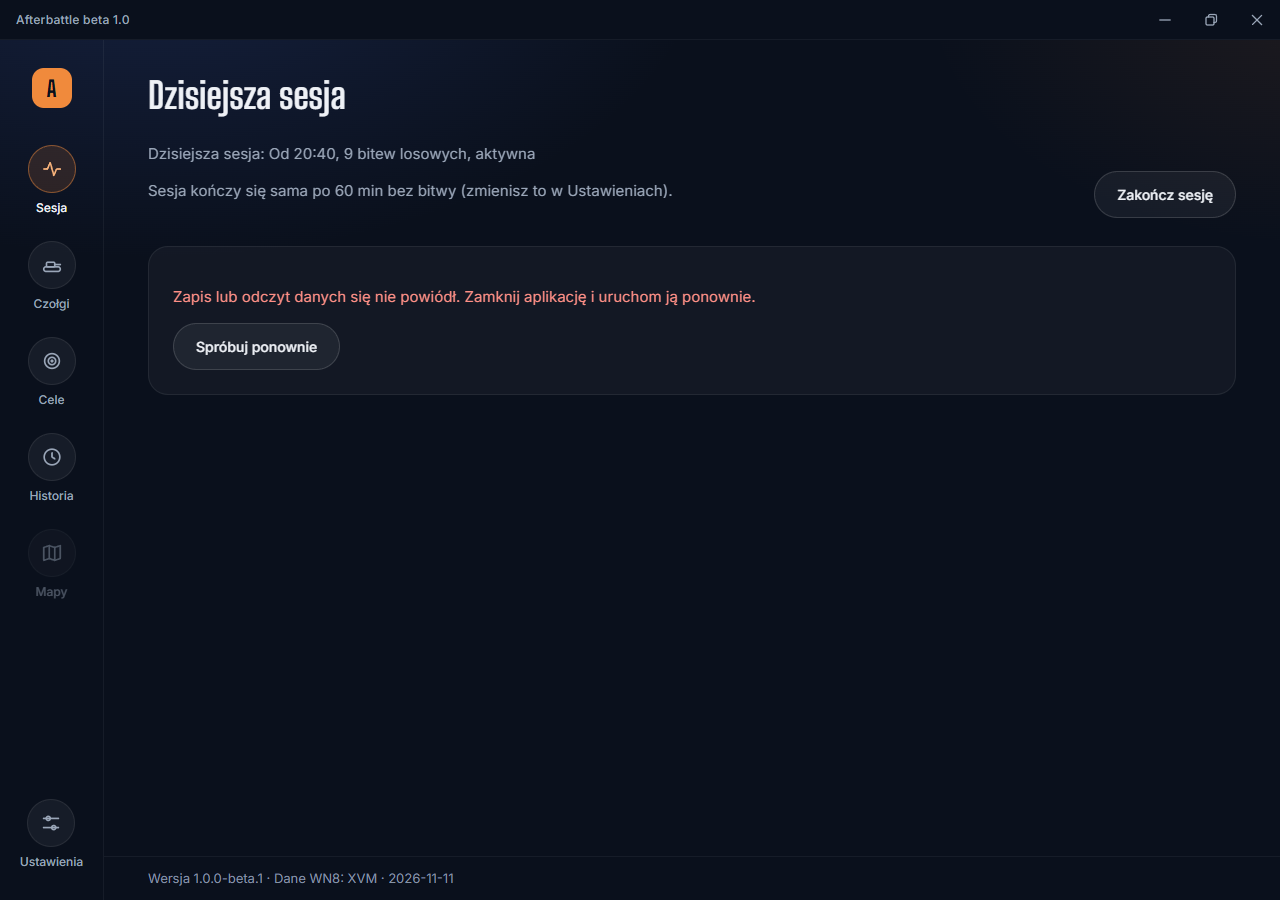 Afterbattle beta 1.0
A
Sesja
Czołgi
Cele
Historia
Mapy
Ustawienia
Dzisiejsza sesja
Dzisiejsza sesja: Od 20:40, 9 bitew losowych, aktywna
Sesja kończy się sama po 60 min bez bitwy (zmienisz to w Ustawieniach).
Zakończ sesję
Zapis lub odczyt danych się nie powiódł. Zamknij aplikację i uruchom ją ponownie.
Spróbuj ponownie
Wersja 1.0.0-beta.1 · Dane WN8: XVM · 2026-11-11